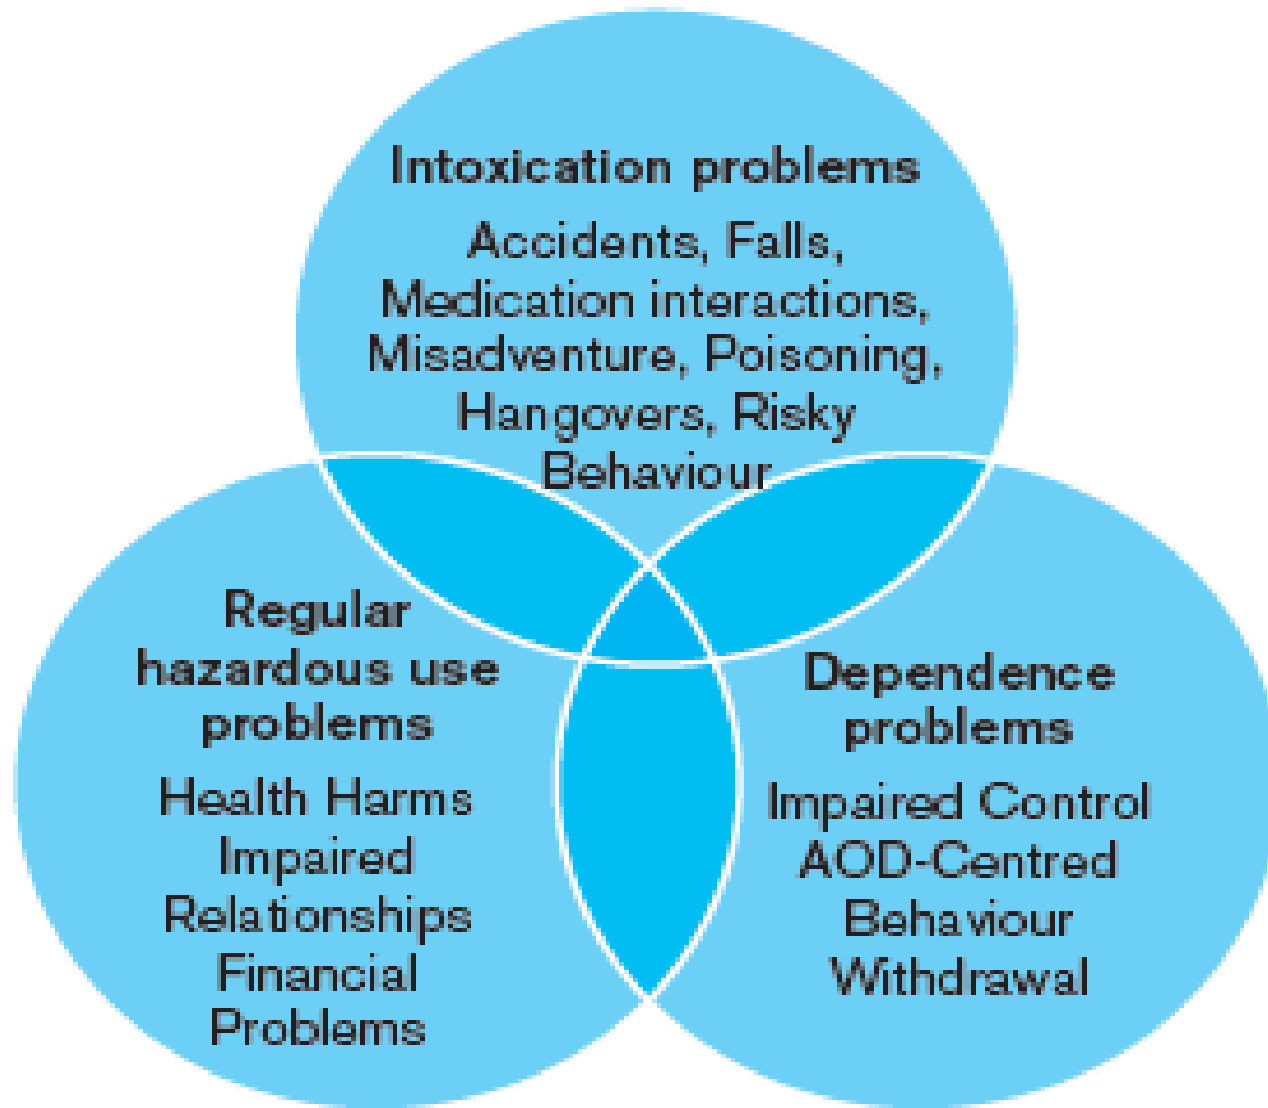 Intoxication problems
Accidents, Falls,
Medication interactions,
Misadventure, Poisoning,
Hangovers, Risky
Behaviour
Regular
hazardous use
problems
Health Harms
Impaired
Relationships
Financial
Problems
Dependence
problems
Impaired Control
AOD-Centred
Behaviour
Withdrawal